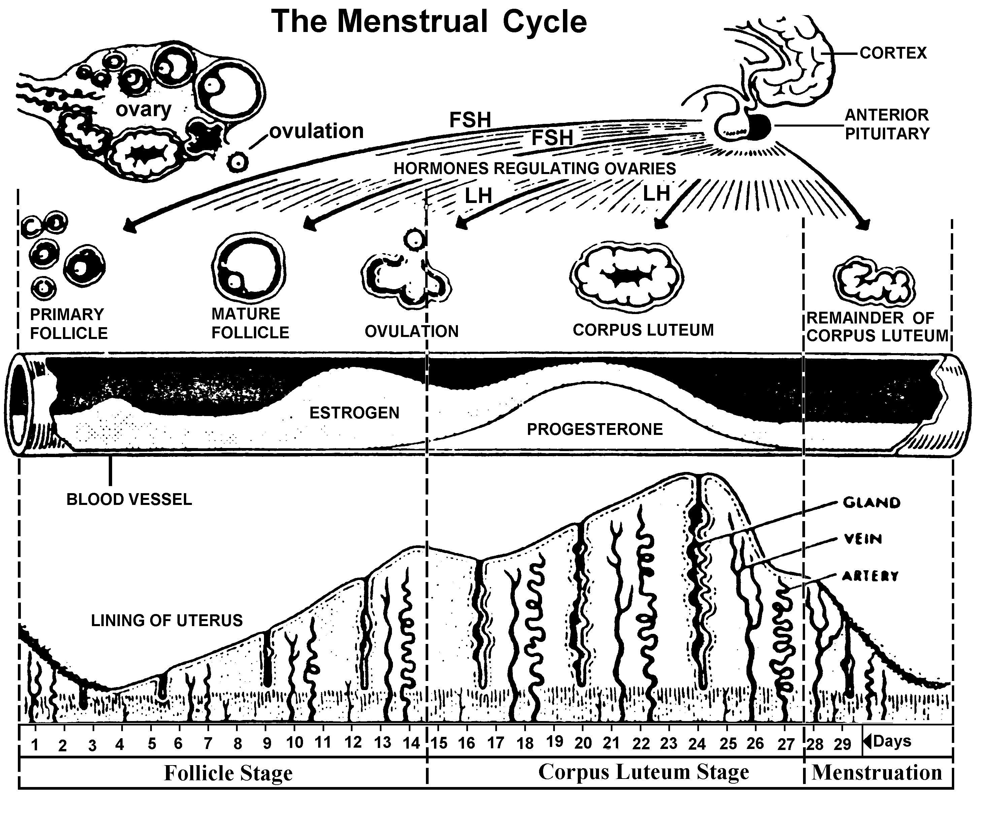 The Menstrual Cycle
CORTEX
ovary
ANTERIOR
PITUITARY
ovulation
FSH
FSH
HORMONES REGULATING OVARIES
LH
LH
PRIMARY
FOLLICLE
MATURE
FOLLICLE
OVULATION
CORPUS LUTEUM
REMAINDER OF
CORPUS LUTEUM
ESTROGEN
PROGESTERONE
BLOOD VESSEL
GLAND
VEIN
ARTERY
LINING OF UTERUS
1 2 3 4 5 6 7 8 9 10 11 12 13 14 15 16 17 18 19 20 21 22 23 24 25 26 27 28 29 Days
Follicle Stage
Corpus Luteum Stage
Menstruation